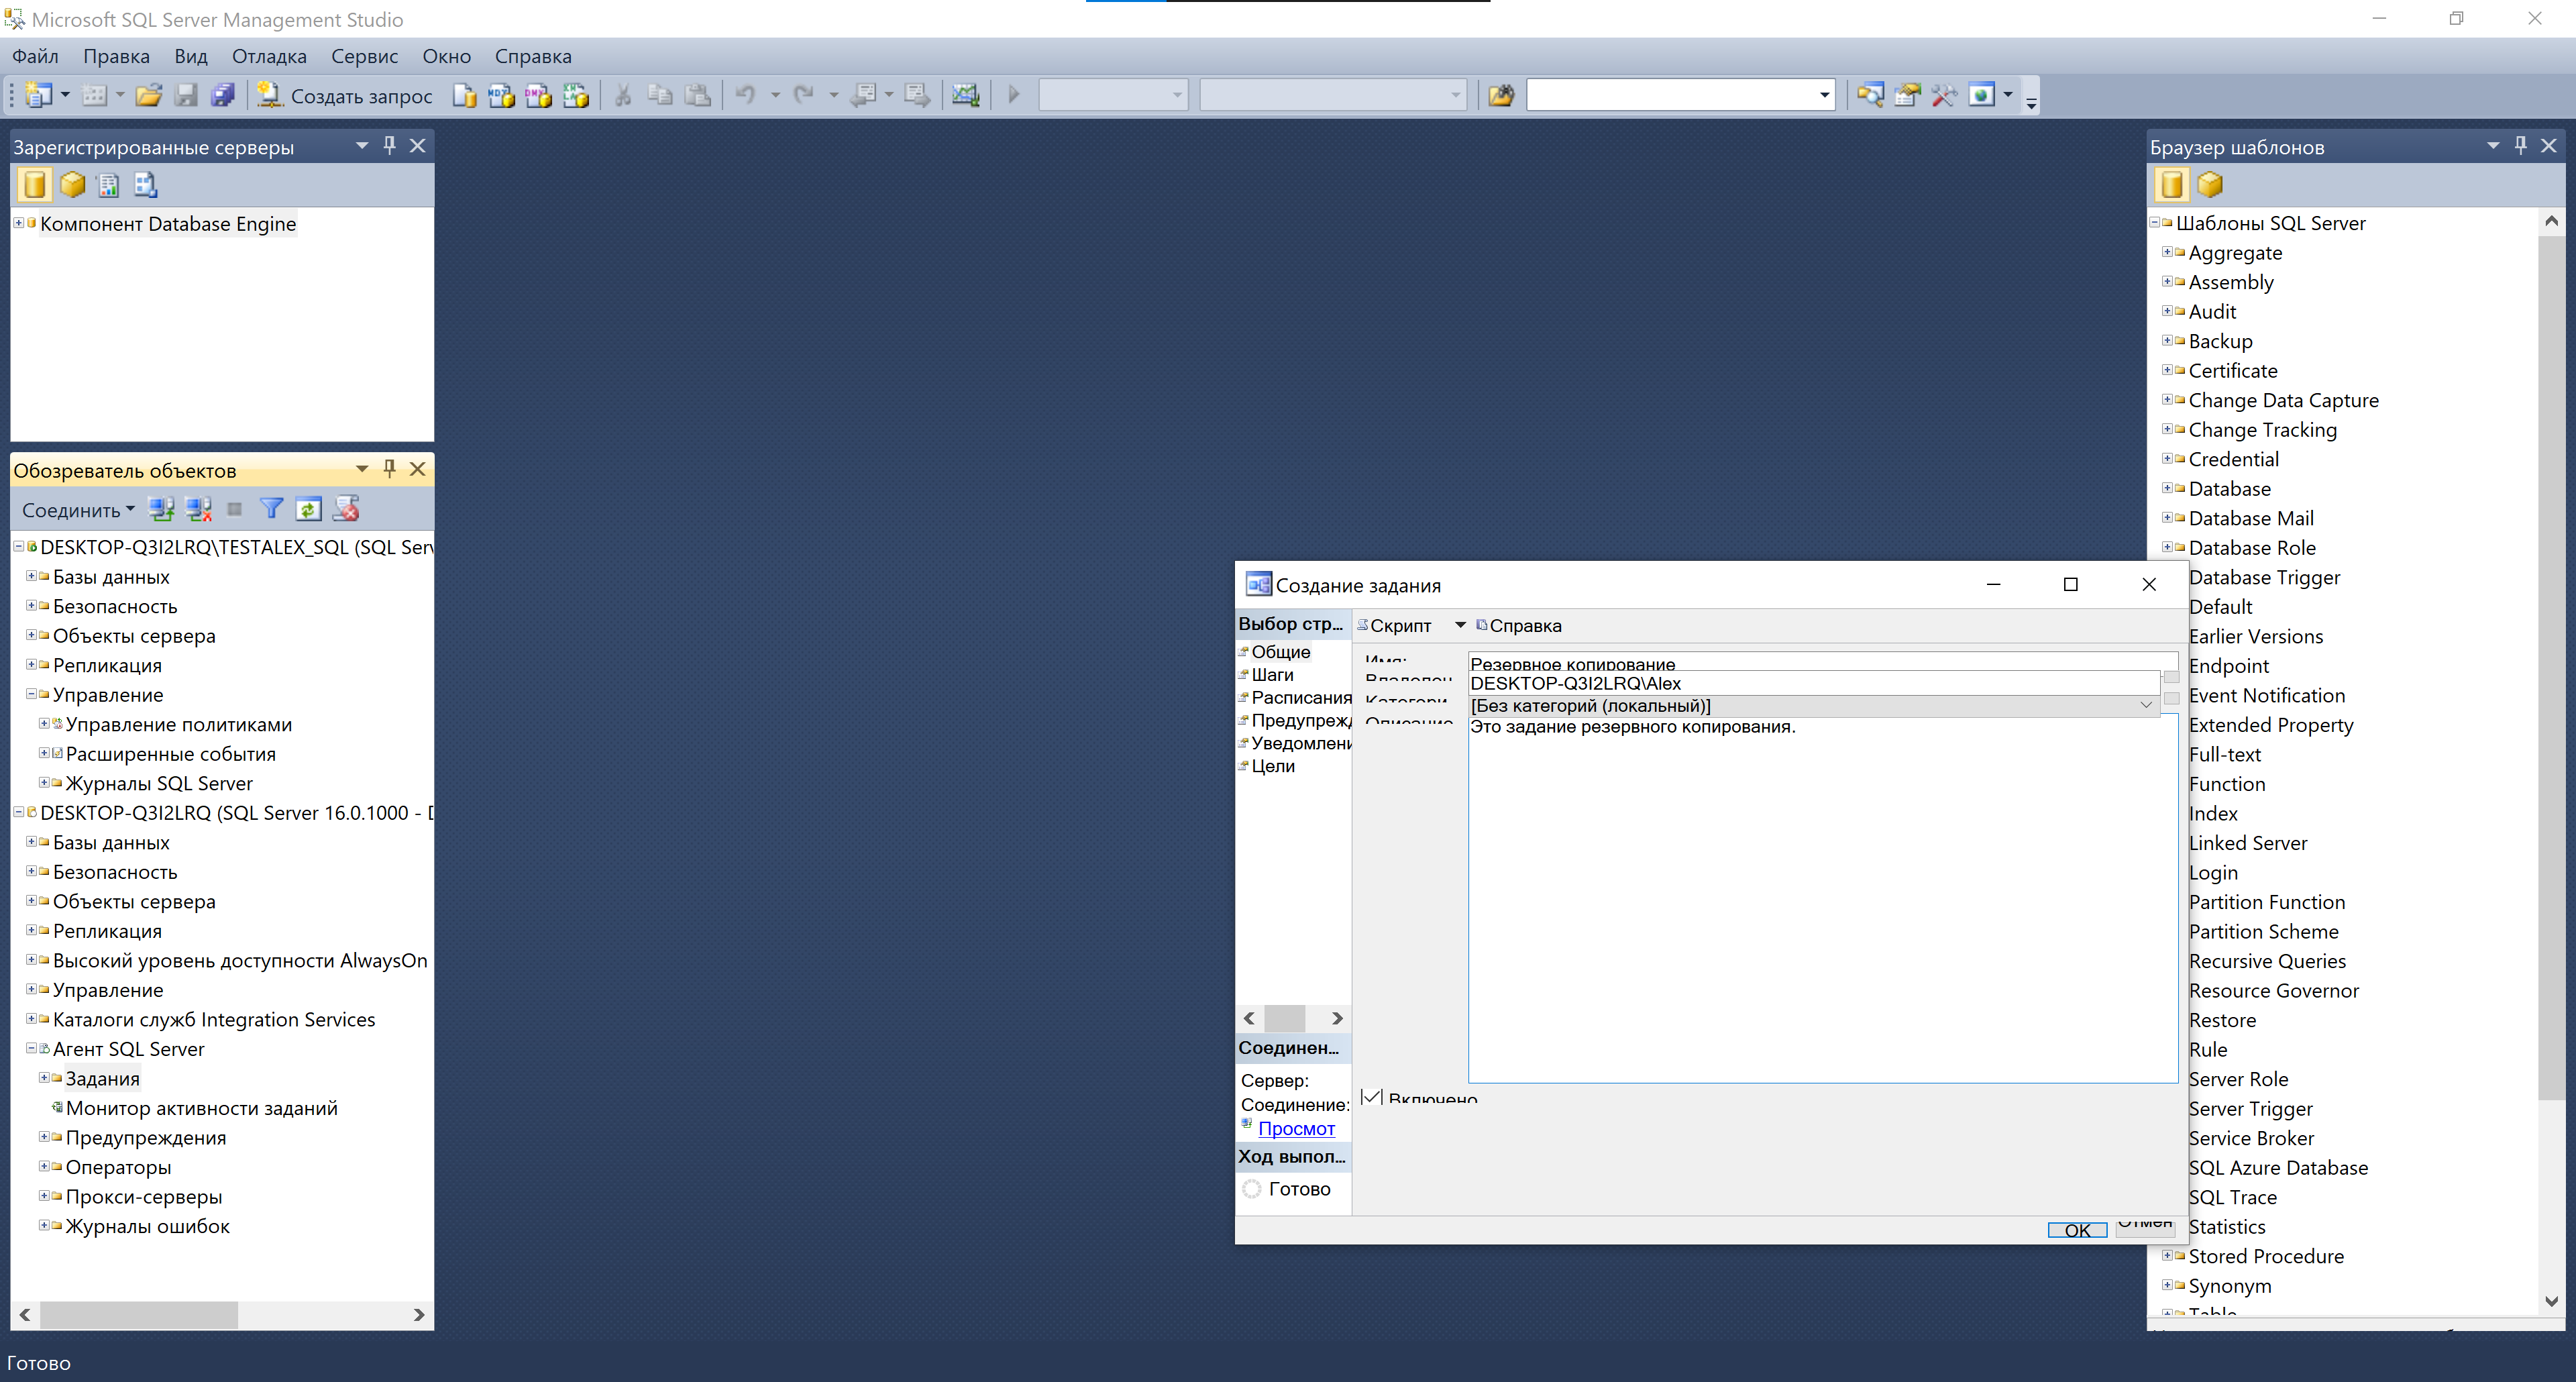 Microsoft SQL Server Management Studio
Файл Правка Вид Отладка Сервис Окно Справка
Создать запрос
Зарегистрированные серверы
Компонент Database Engine
Обозреватель объектов
Соединить
DESKTOP-Q3I2LRQ\TESTALEX_SQL (SQL Serv
Базы данных
Безопасность
Объекты сервера
Репликация
Управление
Управление политиками
Расширенные события
Журналы SQL Server
DESKTOP-Q3I2LRQ (SQL Server 16.0.1000 -
Базы данных
Безопасность
Объекты сервера
Репликация
Высокий уровень доступности AlwaysOn
Управление
Каталоги служб Integration Services
Агент SQL Server
Задания
Монитор активности заданий
Предупреждения
Операторы
Прокси-серверы
Журналы ошибок
Готово
Создание задания
Выбор стр...
Общие
Шаги
Расписания
Предупрежд
Уведомлени
Цели
Соединен...
Сервер:
Соединение:
Просмот
Ход выпол...
Готово
Скрипт Справка
Имя: Резервное копирование
Владелец DESKTOP-Q3I2LRQ\Alex
Категори [Без категорий (локальный)]
Описание Это задание резервного копирования.
Включено
OK Отмен
Браузер шаблонов
Шаблоны SQL Server
Aggregate
Assembly
Audit
Backup
Certificate
Change Data Capture
Change Tracking
Credential
Database
Database Mail
Database Role
Database Trigger
Default
Earlier Versions
Endpoint
Event Notification
Extended Property
Full-text
Function
Index
Linked Server
Login
Partition Function
Partition Scheme
Recursive Queries
Resource Governor
Restore
Rule
Server Role
Server Trigger
Service Broker
SQL Azure Database
SQL Trace
Statistics
Stored Procedure
Synonym
Table